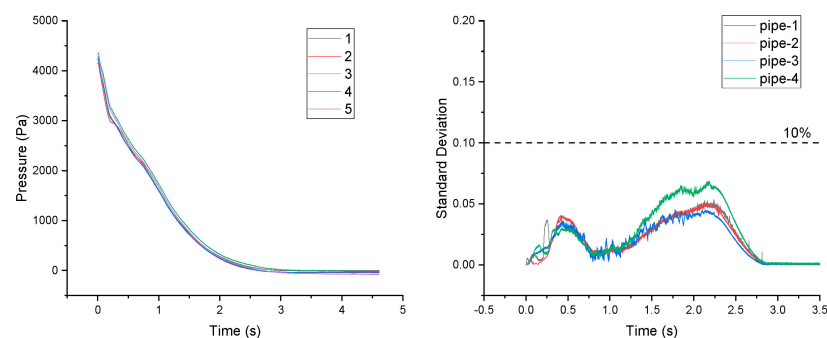 5000
4000
3000
2000
1000
0
Pressure (Pa)
0 1 2 3 4 5
Time (s)
1
2
3
4
5
0.20
0.15
0.10
0.05
0.00
Standard Deviation
-0.5 0.0 0.5 1.0 1.5 2.0 2.5 3.0 3.5
Time (s)
pipe-1
pipe-2
pipe-3
pipe-4
10%